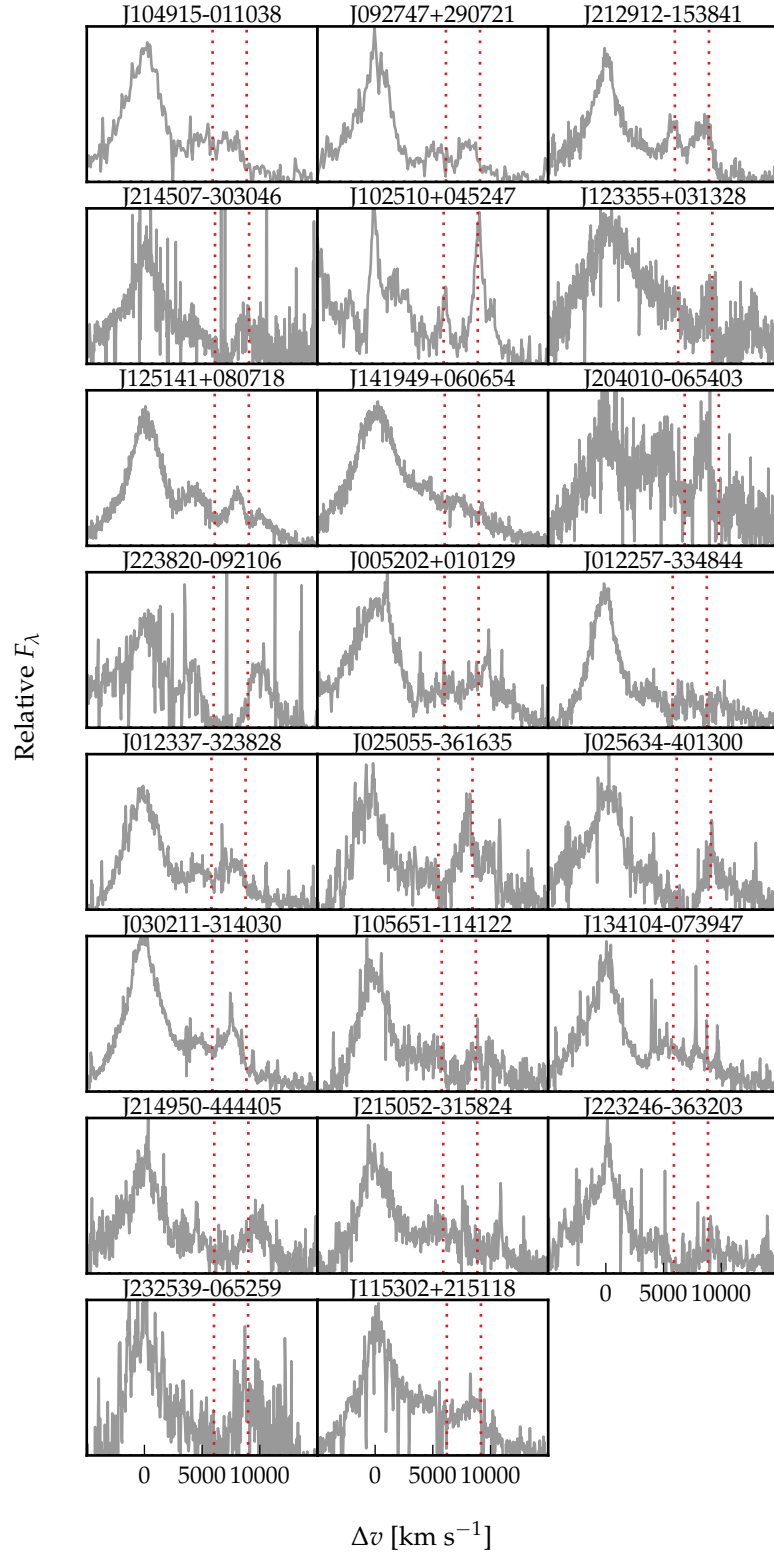 J104915-011038 J092747+290721 J212912-153841
J214507-303046 J102510+045247 J123355+031328
J125141+080718 J141949+060654 J204010-065403
J223820-092106 J005202+010129 J012257-334844
Relative Fλ
J012337-323828 J025055-361635 J025634-401300
J030211-314030 J105651-114122 J134104-073947
J214950-444405 J215052-315824 J223246-363203
0 5000 10000
J232539-065259 J115302+215118
0 5000 10000 0 5000 10000
Δv [km s⁻¹]